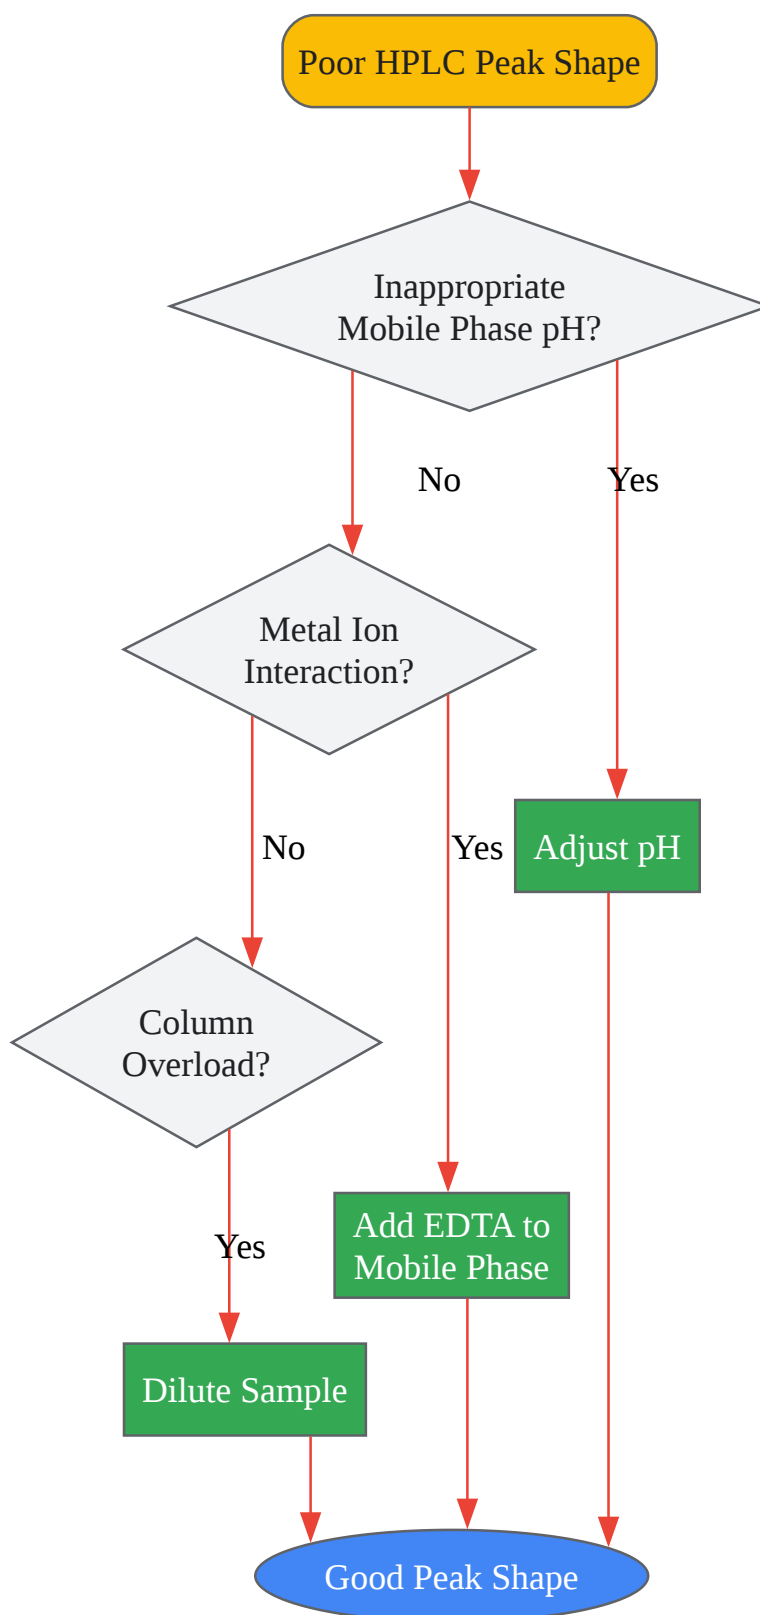 Poor HPLC Peak Shape
Inappropriate
Mobile Phase pH?
No
Yes
Metal Ion
Interaction?
No
Yes
Adjust pH
Column
Overload?
Add EDTA to
Mobile Phase
Yes
Dilute Sample
Good Peak Shape